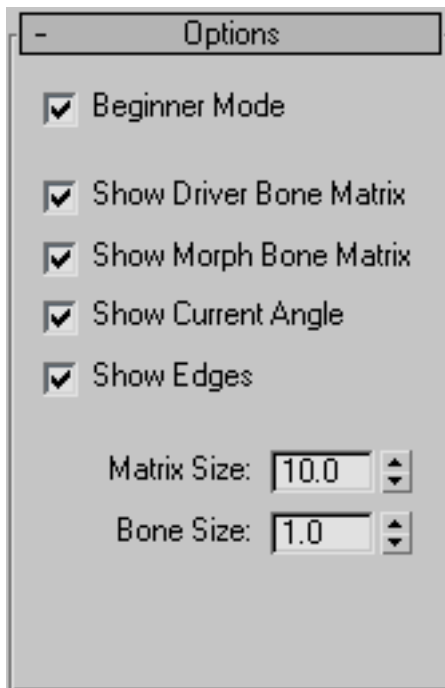 - Options
Beginner Mode
Show Driver Bone Matrix
Show Morph Bone Matrix
Show Current Angle
Show Edges
Matrix Size: 10.0
Bone Size: 1.0